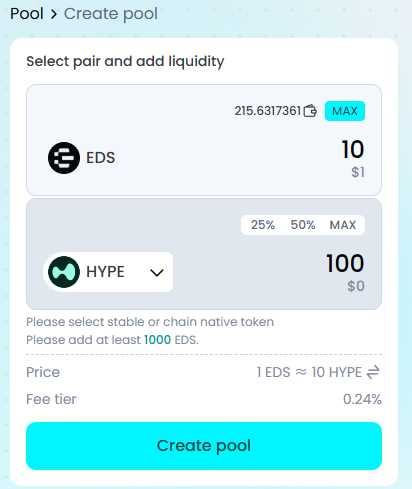 Pool > Create pool
Select pair and add liquidity
215.6317361 MAX
EDS 10
$1
25% 50% MAX
HYPE 100
$0
Please select stable or chain native token
Please add at least 1000 EDS.
Price 1 EDS ≈ 10 HYPE
Fee tier 0.24%
Create pool